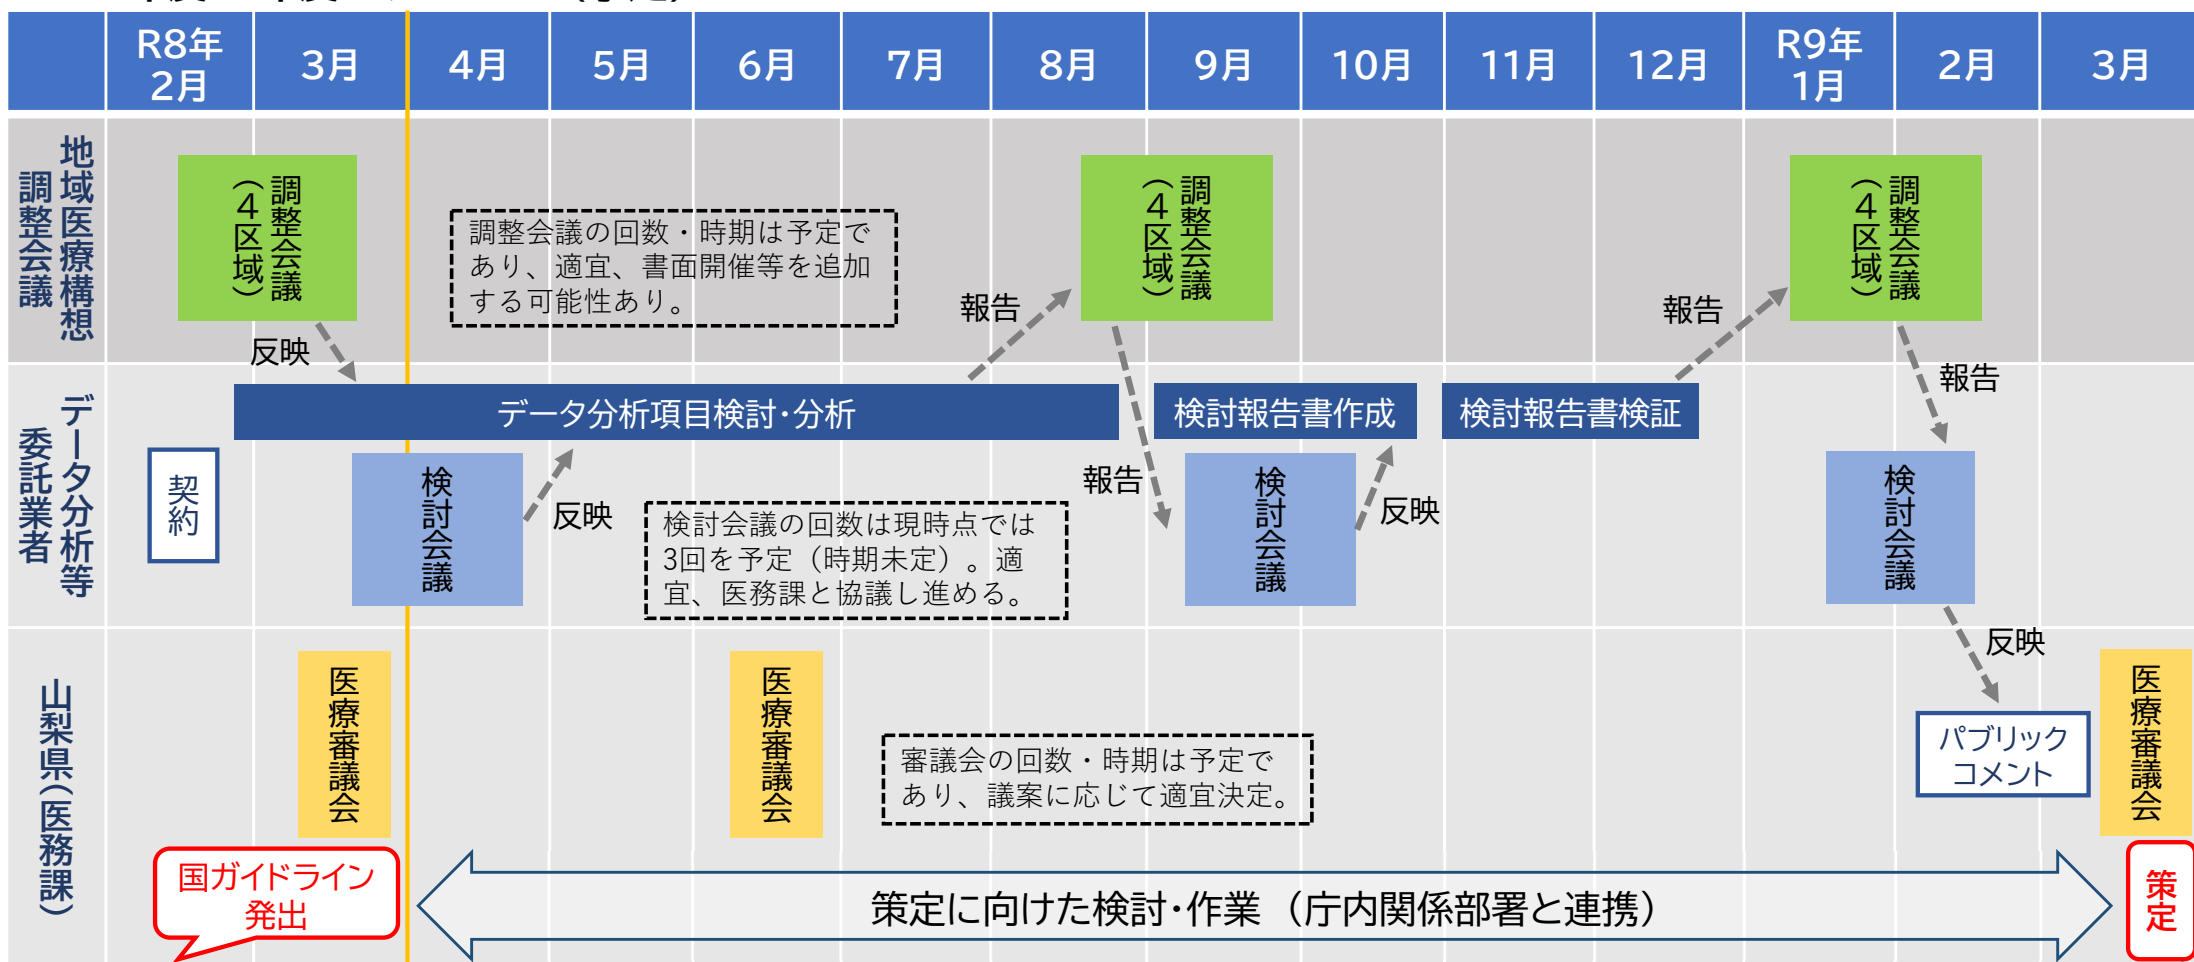 R8年
2月
3月
4月
5月
6月
7月
8月
9月
10月
11月
12月
R9年
1月
2月
3月
地域医療構想
調整会議
調整会議
(4区域)
調整会議の回数・時期は予定で
あり、適宜、書面開催等を追加
する可能性あり。
報告
調整会議
(4区域)
報告
調整会議
(4区域)
反映
報告
データ分析等
委託業者
データ分析項目検討・分析
検討報告書作成
検討報告書検証
契約
検討会議
反映
検討会議の回数は現時点では
3回を予定(時期未定)。適
宜、医務課と協議し進める。
報告
検討会議
反映
検討会議
反映
山梨県(医務課)
医療審議会
医療審議会
審議会の回数・時期は予定で
あり、議案に応じて適宜決定。
パブリック
コメント
医療審議会
国ガイドライン
発出
策定に向けた検討・作業(庁内関係部署と連携)
策定